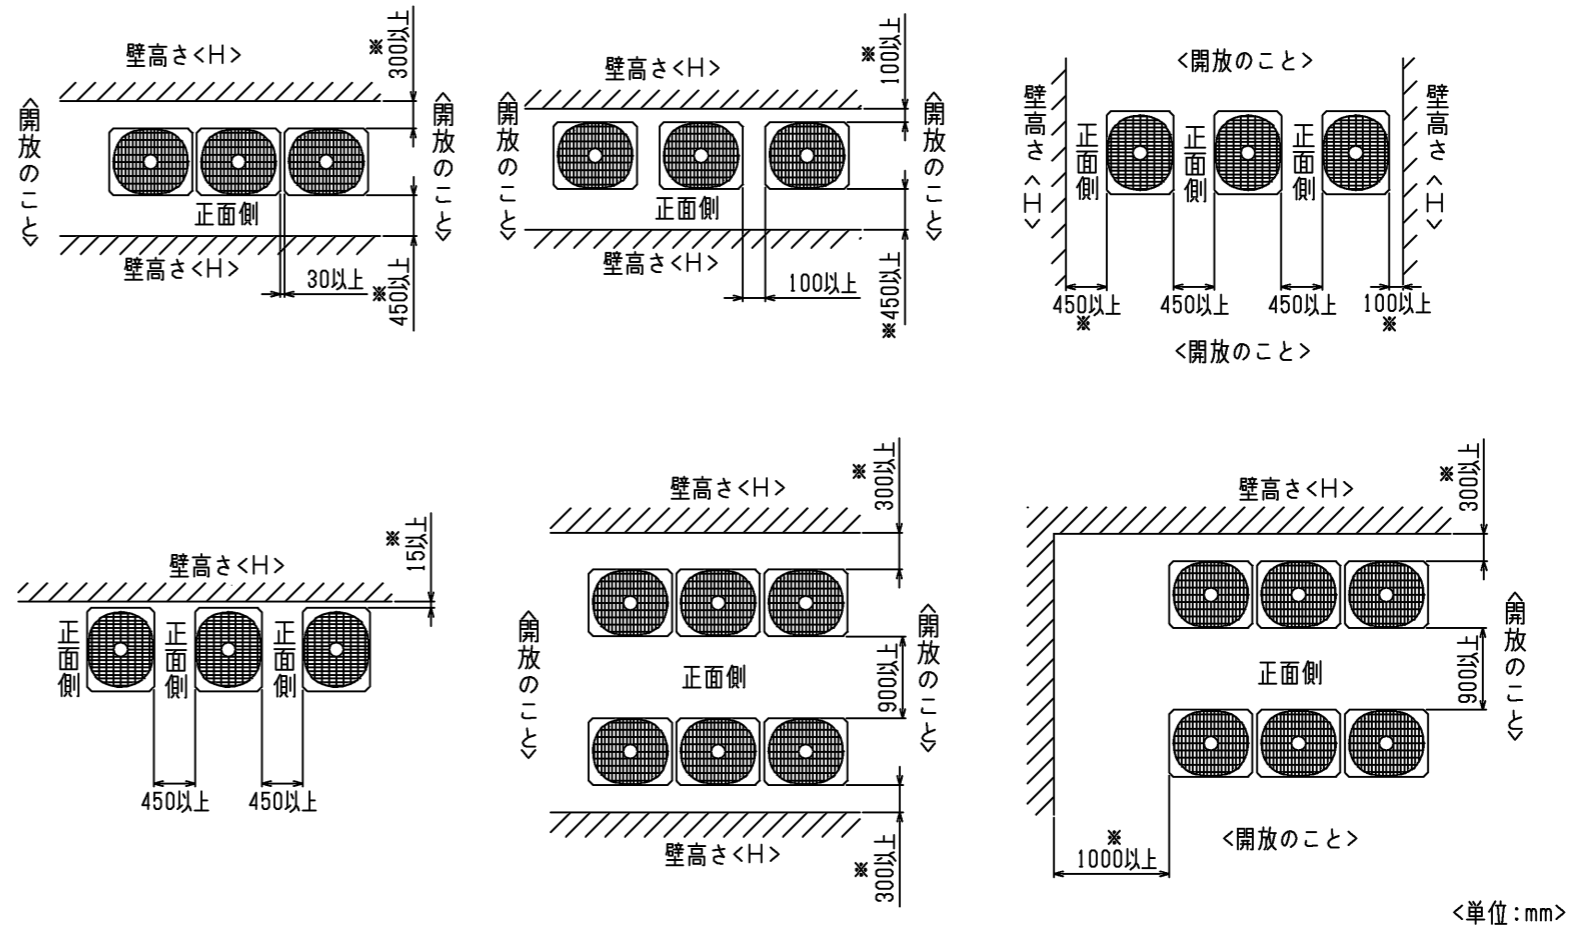 壁高さ<H>
※
300以上
<開放のこと>
<開放のこと>
正面側
壁高さ<H>
30以上
※
450以上
壁高さ<H>
※
100以上
<開放のこと>
<開放のこと>
正面側
壁高さ<H>
100以上
※450以上
<開放のこと>
壁高さ<H>
正面側
正面側
正面側
壁高さ<H>
450以上
※
450以上
450以上
100以上
※
<開放のこと>
壁高さ<H>
※
15以上
正面側
正面側
正面側
450以上
450以上
壁高さ<H>
※
300以上
<開放のこと>
正面側
900以上
<開放のこと>
壁高さ<H>
※
300以上
壁高さ<H>
※
300以上
正面側
900以上
<開放のこと>
※
1000以上
<開放のこと>
<単位:mm>